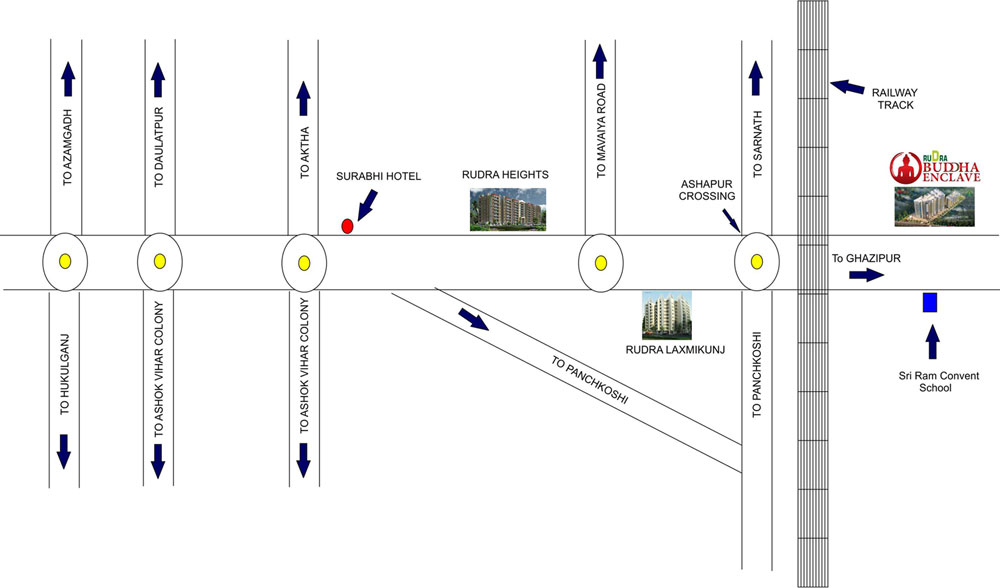 TO AZAMGADH
TO DAULATPUR
TO AKTHA
SURABHI HOTEL
RUDRA HEIGHTS
TO MAVAIYA ROAD
ASHAPUR
CROSSING
TO SARNATH
RAILWAY
TRACK
RUDRA
BUDDHA
ENCLAVE
To GHAZIPUR
TO HUKULGANJ
TO ASHOK VIHAR COLONY
TO ASHOK VIHAR COLONY
TO PANCHKOSHI
RUDRA LAXMIKUNJ
TO PANCHKOSHI
Sri Ram Convent
School